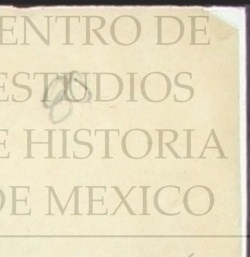 ENTRO DE
ESTUDIOS
E HISTORIA
DE MEXICO